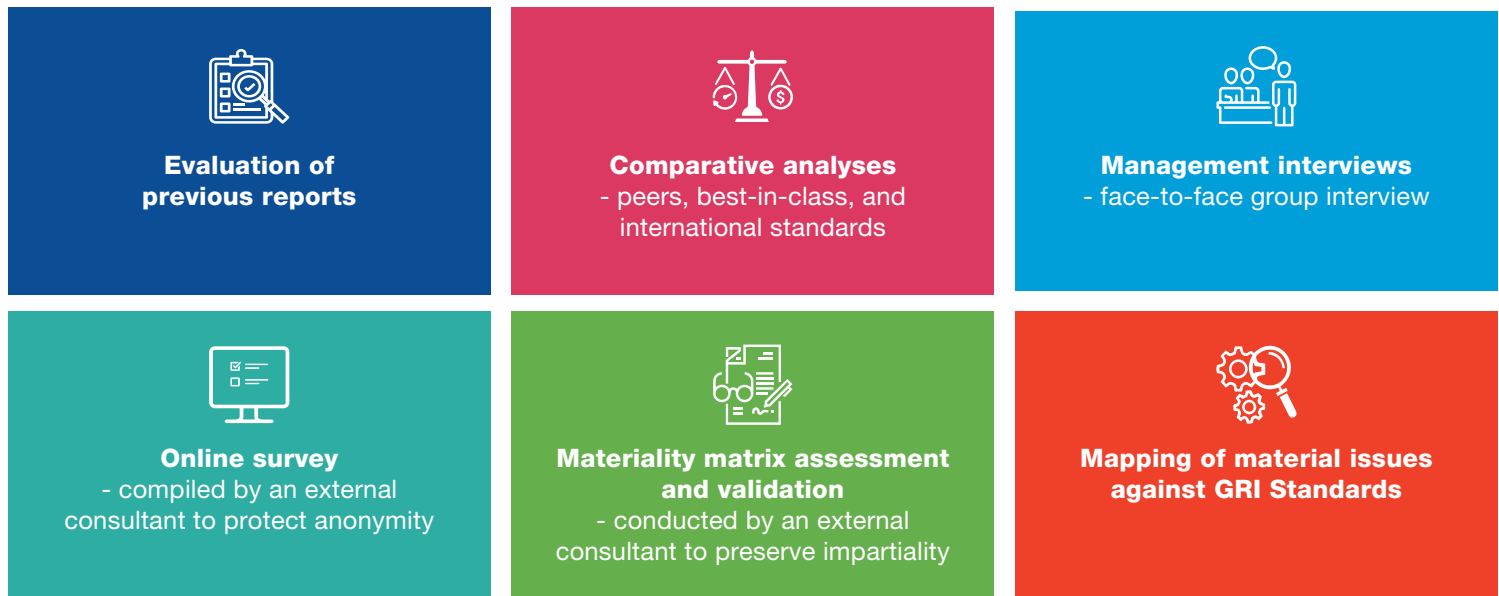 Evaluation of
previous reports
Comparative analyses
- peers, best-in-class, and
international standards
Management interviews
- face-to-face group interview
Online survey
- compiled by an external
consultant to protect anonymity
Materiality matrix assessment
and validation
- conducted by an external
consultant to preserve impartiality
Mapping of material issues
against GRI Standards